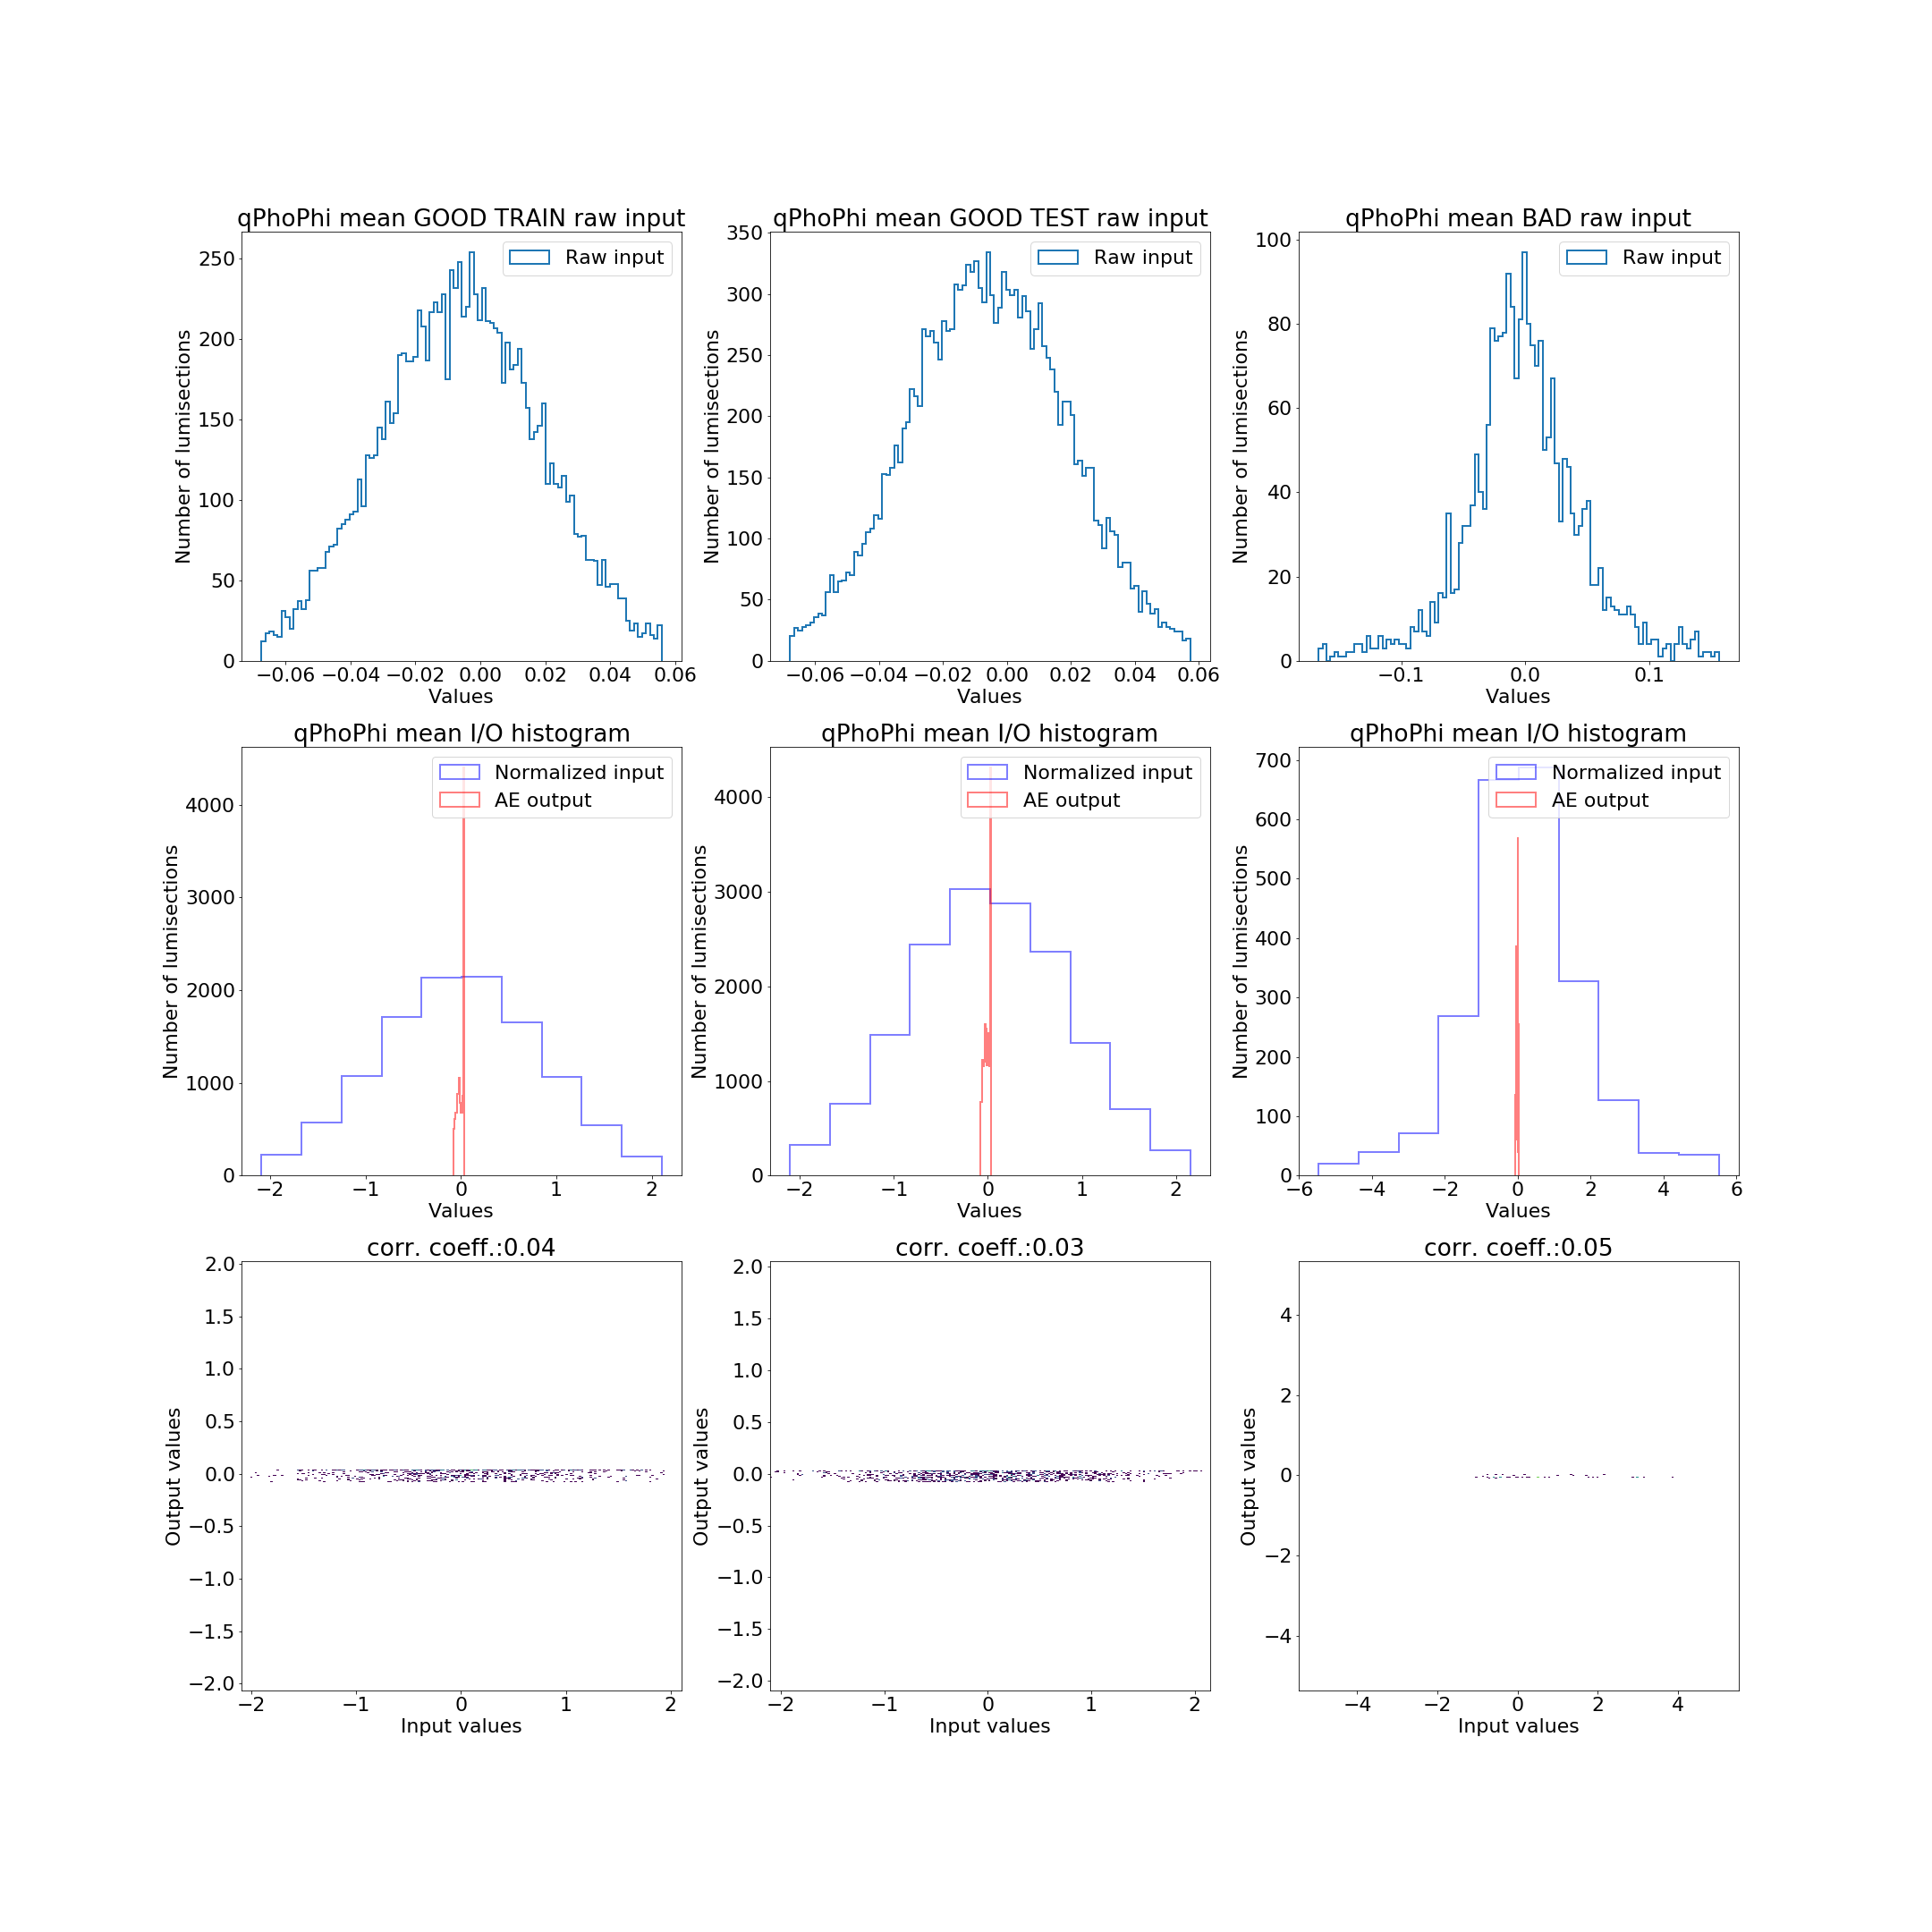 qPhoPhi mean GOOD TRAIN raw input
Raw input
Number of lumisections
250
200
150
100
50
0
−0.06 −0.04 −0.02 0.00 0.02 0.04 0.06
Values
qPhoPhi mean GOOD TEST raw input
Raw input
Number of lumisections
350
300
250
200
150
100
50
0
−0.06 −0.04 −0.02 0.00 0.02 0.04 0.06
Values
qPhoPhi mean BAD raw input
Raw input
Number of lumisections
100
80
60
40
20
0
−0.1 0.0 0.1
Values
qPhoPhi mean I/O histogram
Normalized input
AE output
Number of lumisections
4000
3000
2000
1000
0
−2 −1 0 1 2
Values
qPhoPhi mean I/O histogram
Normalized input
AE output
Number of lumisections
4000
3000
2000
1000
0
−2 −1 0 1 2
Values
qPhoPhi mean I/O histogram
Normalized input
AE output
Number of lumisections
700
600
500
400
300
200
100
0
−6 −4 −2 0 2 4 6
Values
corr. coeff.:0.04
Output values
2.0
1.5
1.0
0.5
0.0
−0.5
−1.0
−1.5
−2.0
−2 −1 0 1 2
Input values
corr. coeff.:0.03
Output values
2.0
1.5
1.0
0.5
0.0
−0.5
−1.0
−1.5
−2.0
−2 −1 0 1 2
Input values
corr. coeff.:0.05
Output values
4
2
0
−2
−4
−4 −2 0 2 4
Input values